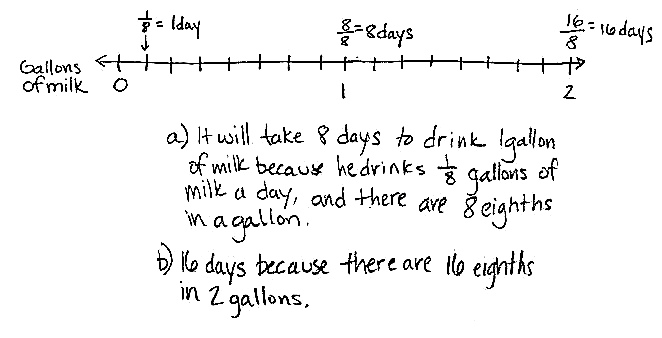 1/8 = 1day
8/8 = 8days
16/8 = 16 days
Gallons
of milk
0
1
2
a) It will take 8 days to drink 1gallon
of milk because he drinks 1/8 gallons of
milk a day, and there are 8 eighths
in a gallon.
b) 16 days because there are 16 eighths
in 2 gallons.